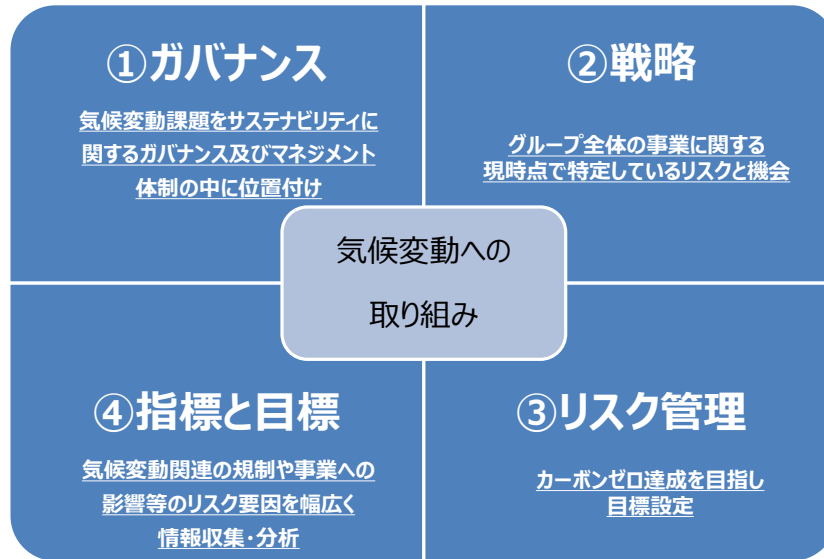 ①ガバナンス
気候変動課題をサステナビリティに
関するガバナンス及びマネジメント
体制の中に位置付け
②戦略
グループ全体の事業に関する
現時点で特定しているリスクと機会
気候変動への
取り組み
④指標と目標
気候変動関連の規制や事業への
影響等のリスク要因を幅広く
情報収集・分析
③リスク管理
カーボンゼロ達成を目指し
目標設定